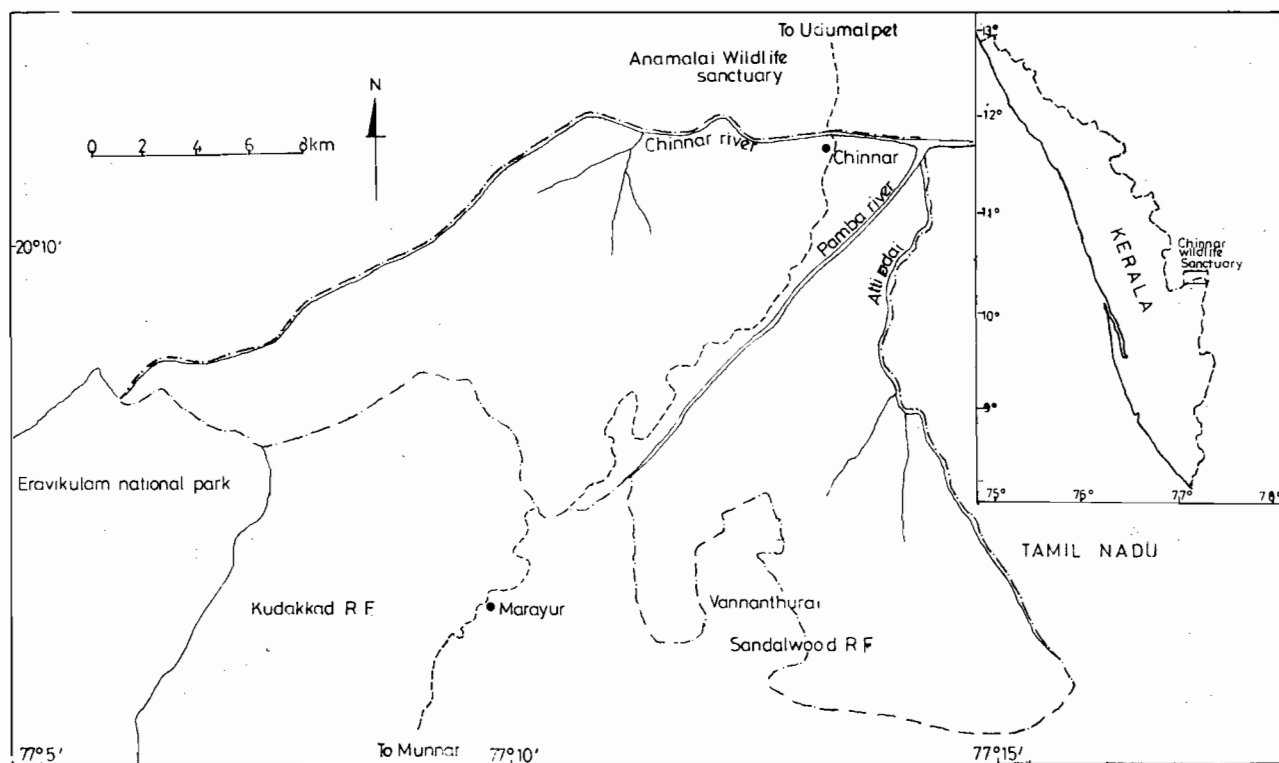 To Udumalpet
Anamalai Wildlife
sanctuary
N
0 2 4 6 8km
Chinnar river
Chinnar
Pamba river
Atti odai
20°10'
Eravikulam national park
Kudakkad R F
Marayur
Vannanthurai
Sandalwood R F
TAMIL NADU
To Munnar
77°5'
77°10'
77°15'
13°
12°
11°
10°
9°
KERALA
Chinnar
wildlife
Sanctuary
75°
76°
77°
78°